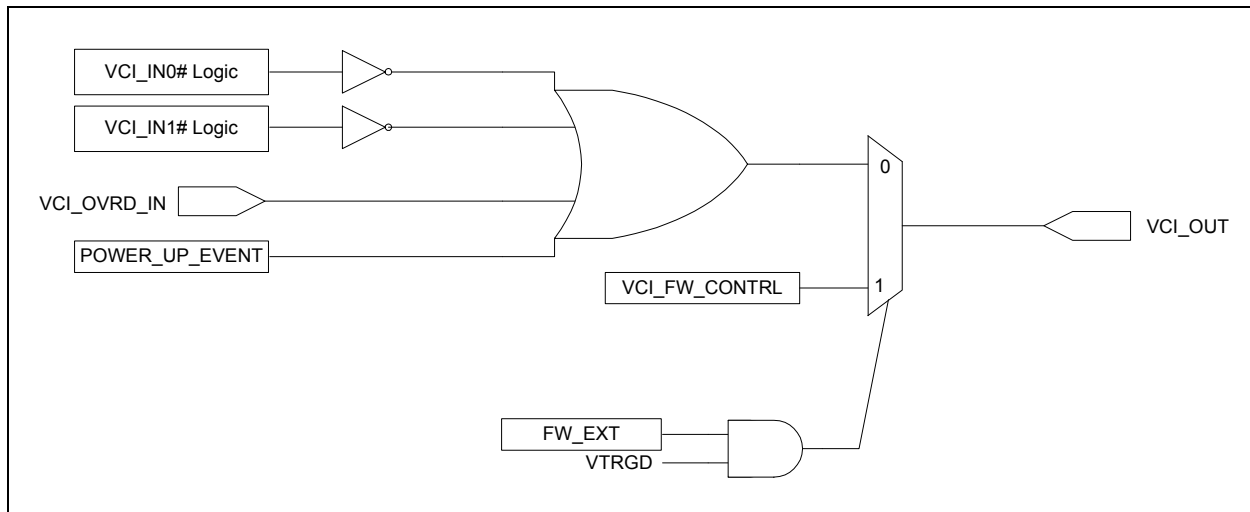 VCI_IN0# Logic
VCI_IN1# Logic
VCI_OVRD_IN
POWER_UP_EVENT
0
VCI_OUT
VCI_FW_CONTRL
1
FW_EXT
VTRGD